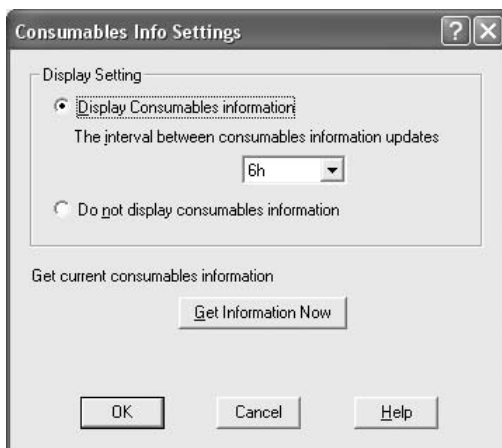 Consumables Info Settings
Display Setting
Display Consumables information
The interval between consumables information updates
6h
Do not display consumables information
Get current consumables information
Get Information Now
OK Cancel Help